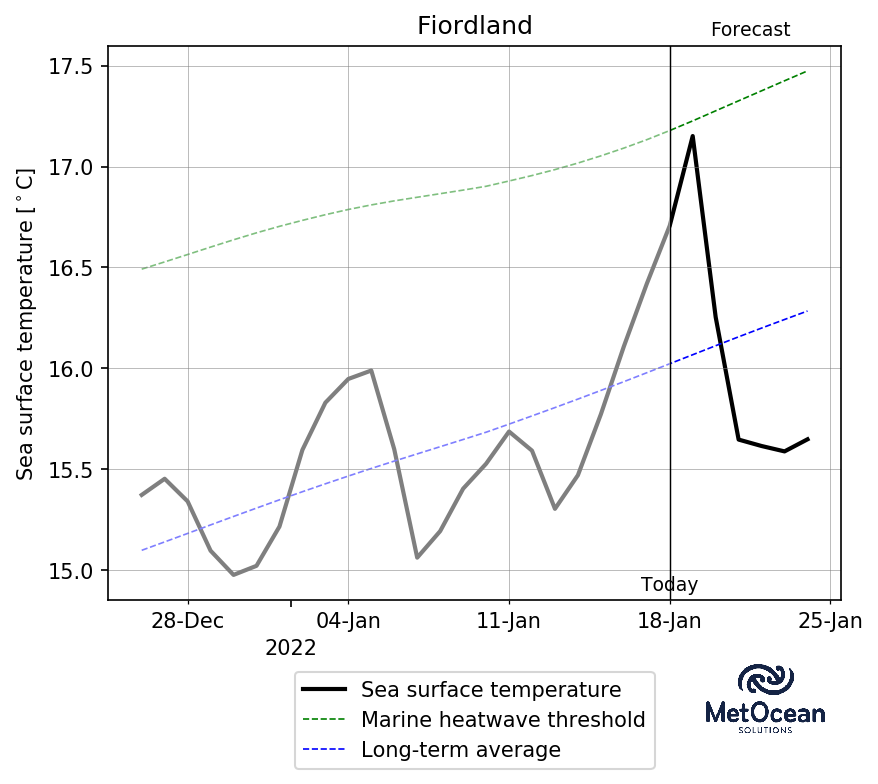 Fiordland
Forecast
Sea surface temperature [°C]
17.5
17.0
16.5
16.0
15.5
15.0
Today
28-Dec 04-Jan 11-Jan 18-Jan 25-Jan
2022
Sea surface temperature
Marine heatwave threshold
Long-term average
MetOcean
SOLUTIONS